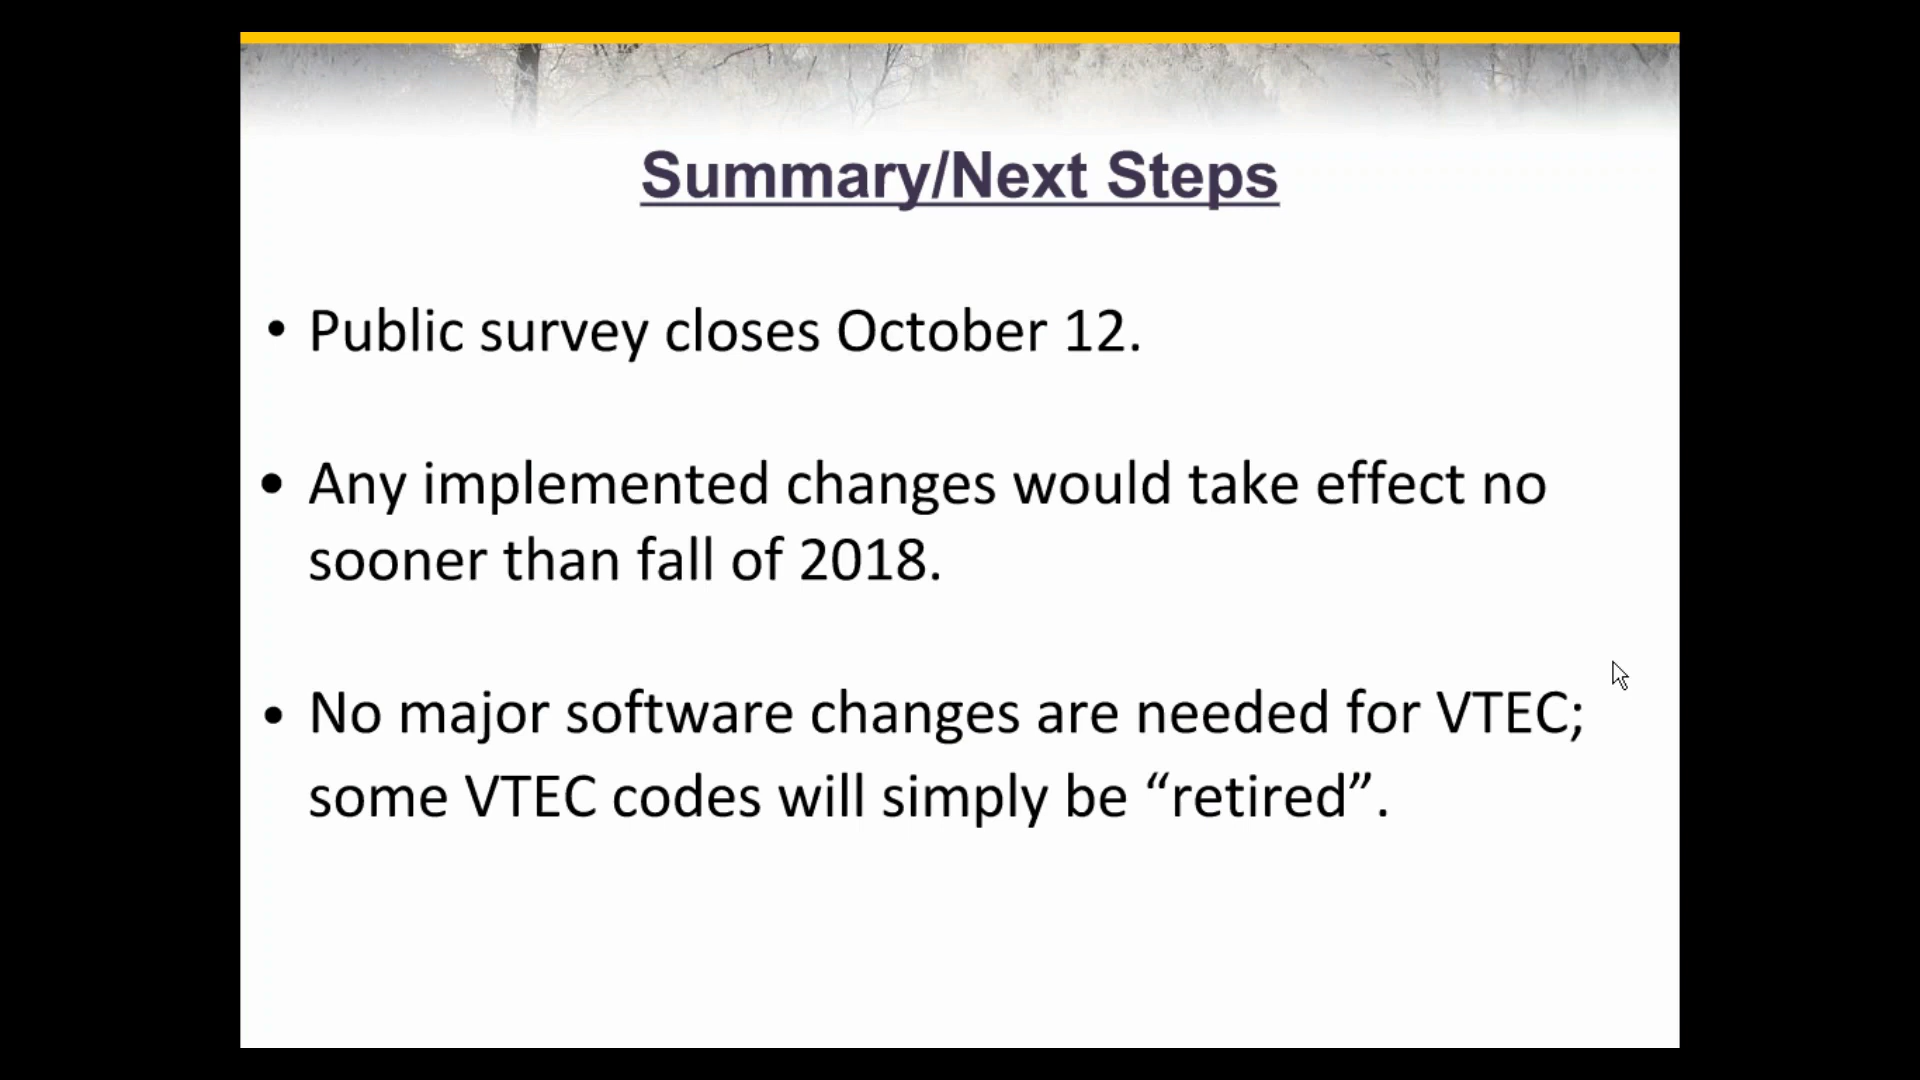 Summary/Next Steps
• Public survey closes October 12.
• Any implemented changes would take effect no
sooner than fall of 2018.
• No major software changes are needed for VTEC;
some VTEC codes will simply be “retired”.